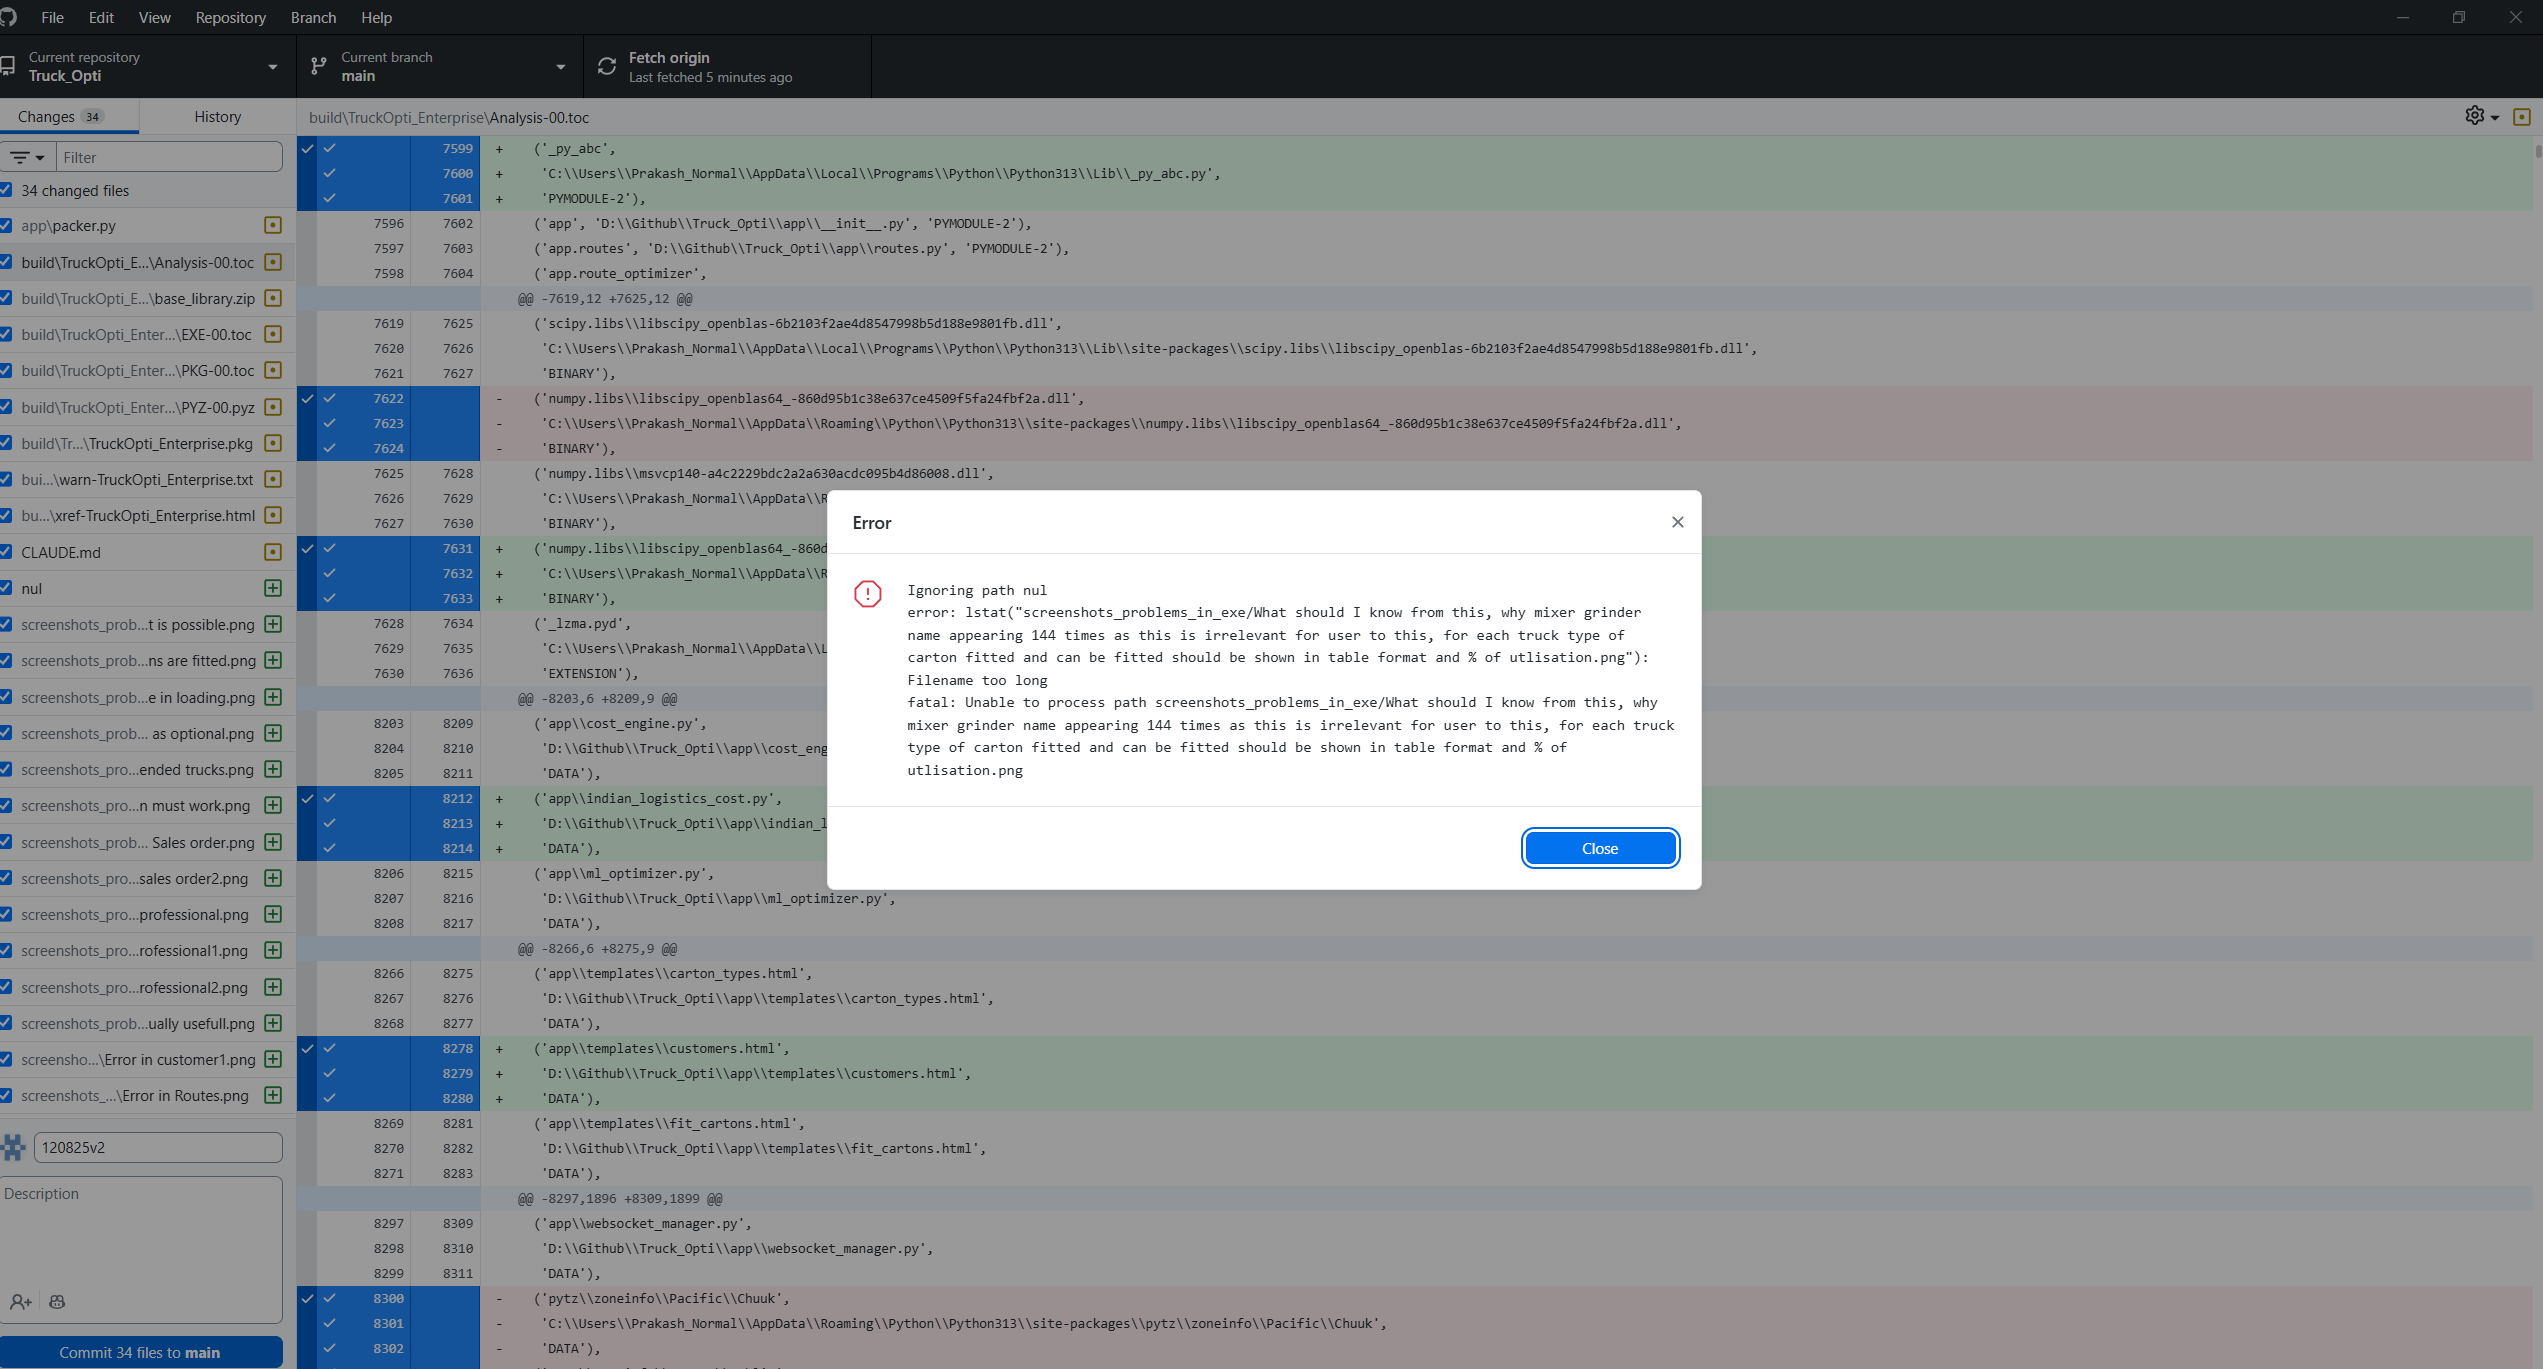 File Edit View Repository Branch Help
Current repository
Truck_Opti
Current branch
main
Fetch origin
Last fetched 5 minutes ago
Changes 34
History
build\TruckOpti_Enterprise\Analysis-00.toc
Filter
34 changed files
app\packer.py
build\TruckOpti_E...\Analysis-00.toc
build\TruckOpti_E...\base_library.zip
build\TruckOpti_Enter...\EXE-00.toc
build\TruckOpti_Enter...\PKG-00.toc
build\TruckOpti_Enter...\PYZ-00.pyz
build\Tr...\TruckOpti_Enterprise.pkg
bui...\warn-TruckOpti_Enterprise.txt
bu...\xref-TruckOpti_Enterprise.html
CLAUDE.md
nul
screenshots_prob...t is possible.png
screenshots_prob...ns are fitted.png
screenshots_prob...e in loading.png
screenshots_prob... as optional.png
screenshots_pro...ended trucks.png
screenshots_pro...n must work.png
screenshots_prob... Sales order.png
screenshots_pro...sales order2.png
screenshots_pro...professional.png
screenshots_pro...rofessional1.png
screenshots_pro...rofessional2.png
screenshots_prob...ually usefull.png
screensho...\Error in customer1.png
screenshots_...\Error in Routes.png
120825v2
Description
Commit 34 files to main
7599 + ('_py_abc',
7600 + 'C:\\Users\\Prakash_Normal\\AppData\\Local\\Programs\\Python\\Python313\\Lib\\_py_abc.py',
7601 + 'PYMODULE-2'),
7596 7602 ('app', 'D:\\Github\\Truck_Opti\\app\\__init__.py', 'PYMODULE-2'),
7597 7603 ('app.routes', 'D:\\Github\\Truck_Opti\\app\\routes.py', 'PYMODULE-2'),
7598 7604 ('app.route_optimizer',
@@ -7619,12 +7625,12 @@
7619 7625 ('scipy.libs\\libscipy_openblas-6b2103f2ae4d8547998b5d188e9801fb.dll',
7620 7626 'C:\\Users\\Prakash_Normal\\AppData\\Local\\Programs\\Python\\Python313\\Lib\\site-packages\\scipy.libs\\libscipy_openblas-6b2103f2ae4d8547998b5d188e9801fb.dll',
7621 7627 'BINARY'),
7622 - ('numpy.libs\\libscipy_openblas64_-860d95b1c38e637ce4509f5fa24fbf2a.dll',
7623 - 'C:\\Users\\Prakash_Normal\\AppData\\Roaming\\Python\\Python313\\site-packages\\numpy.libs\\libscipy_openblas64_-860d95b1c38e637ce4509f5fa24fbf2a.dll',
7624 - 'BINARY'),
7625 7628 ('numpy.libs\\msvcp140-a4c2229bdc2a2a630acdc095b4d86008.dll',
7626 7629 'C:\\Users\\Prakash_Normal\\AppData\\R
7627 7630 'BINARY'),
7631 + ('numpy.libs\\libscipy_openblas64_-860d
7632 + 'C:\\Users\\Prakash_Normal\\AppData\\R
7633 + 'BINARY'),
7628 7634 ('_lzma.pyd',
7629 7635 'C:\\Users\\Prakash_Normal\\AppData\\L
7630 7636 'EXTENSION'),
@@ -8203,6 +8209,9 @@
8203 8209 ('app\\cost_engine.py',
8204 8210 'D:\\Github\\Truck_Opti\\app\\cost_eng
8205 8211 'DATA'),
8212 + ('app\\indian_logistics_cost.py',
8213 + 'D:\\Github\\Truck_Opti\\app\\indian_l
8214 + 'DATA'),
8206 8215 ('app\\ml_optimizer.py',
8207 8216 'D:\\Github\\Truck_Opti\\app\\ml_optimizer.py',
8208 8217 'DATA'),
@@ -8266,6 +8275,9 @@
8266 8275 ('app\\templates\\carton_types.html',
8267 8276 'D:\\Github\\Truck_Opti\\app\\templates\\carton_types.html',
8268 8277 'DATA'),
8278 + ('app\\templates\\customers.html',
8279 + 'D:\\Github\\Truck_Opti\\app\\templates\\customers.html',
8280 + 'DATA'),
8269 8281 ('app\\templates\\fit_cartons.html',
8270 8282 'D:\\Github\\Truck_Opti\\app\\templates\\fit_cartons.html',
8271 8283 'DATA'),
@@ -8297,1896 +8309,1899 @@
8297 8309 ('app\\websocket_manager.py',
8298 8310 'D:\\Github\\Truck_Opti\\app\\websocket_manager.py',
8299 8311 'DATA'),
8300 - ('pytz\\zoneinfo\\Pacific\\Chuuk',
8301 - 'C:\\Users\\Prakash_Normal\\AppData\\Roaming\\Python\\Python313\\site-packages\\pytz\\zoneinfo\\Pacific\\Chuuk',
8302 - 'DATA'),
Error
Ignoring path nul
error: lstat("screenshots_problems_in_exe/What should I know from this, why mixer grinder
name appearing 144 times as this is irrelevant for user to this, for each truck type of
carton fitted and can be fitted should be shown in table format and % of utlisation.png"):
Filename too long
fatal: Unable to process path screenshots_problems_in_exe/What should I know from this, why
mixer grinder name appearing 144 times as this is irrelevant for user to this, for each truck
type of carton fitted and can be fitted should be shown in table format and % of
utlisation.png
Close